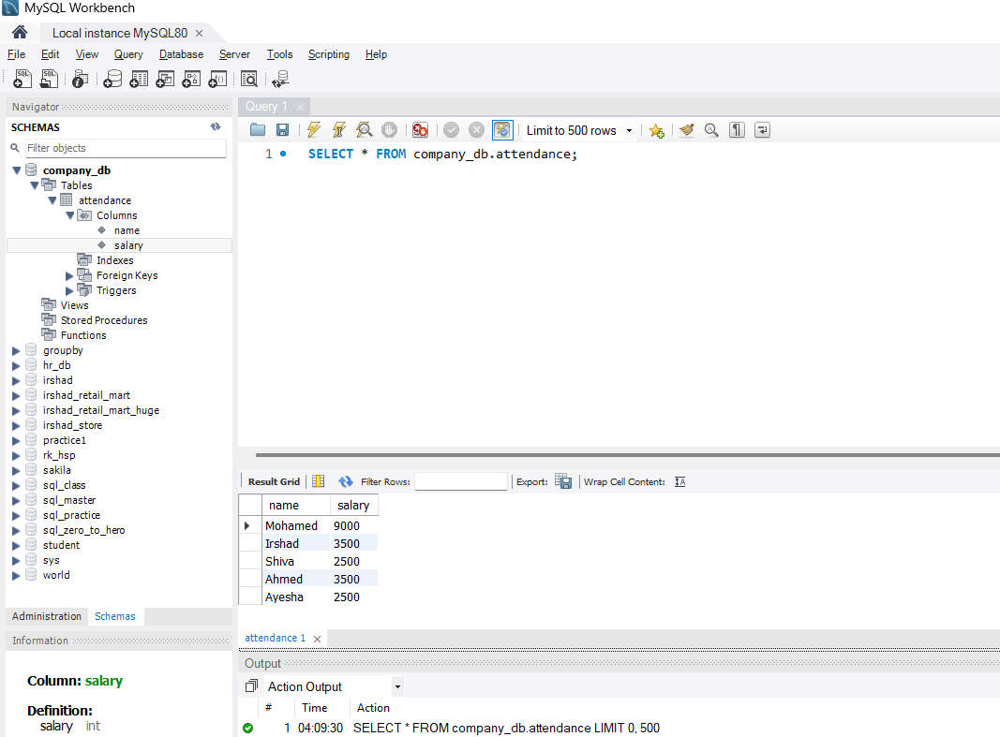 MySQL Workbench
Local instance MySQL80
File Edit View Query Database Server Tools Scripting Help
Navigator
SCHEMAS
Filter objects
company_db
Tables
attendance
Columns
name
salary
Indexes
Foreign Keys
Triggers
Views
Stored Procedures
Functions
groupby
hr_db
irshad
irshad_retail_mart
irshad_retail_mart_huge
irshad_store
practice1
rk_hsp
sakila
sql_class
sql_master
sql_practice
sql_zero_to_hero
student
sys
world
Administration Schemas
Information
Column: salary
Definition:
salary int
Query 1
Limit to 500 rows
1 SELECT * FROM company_db.attendance;
Result Grid Filter Rows: Export: Wrap Cell Content:
name salary
Mohamed 9000
Irshad 3500
Shiva 2500
Ahmed 3500
Ayesha 2500
attendance 1
Output
Action Output
# Time Action
1 04:09:30 SELECT * FROM company_db.attendance LIMIT 0, 500